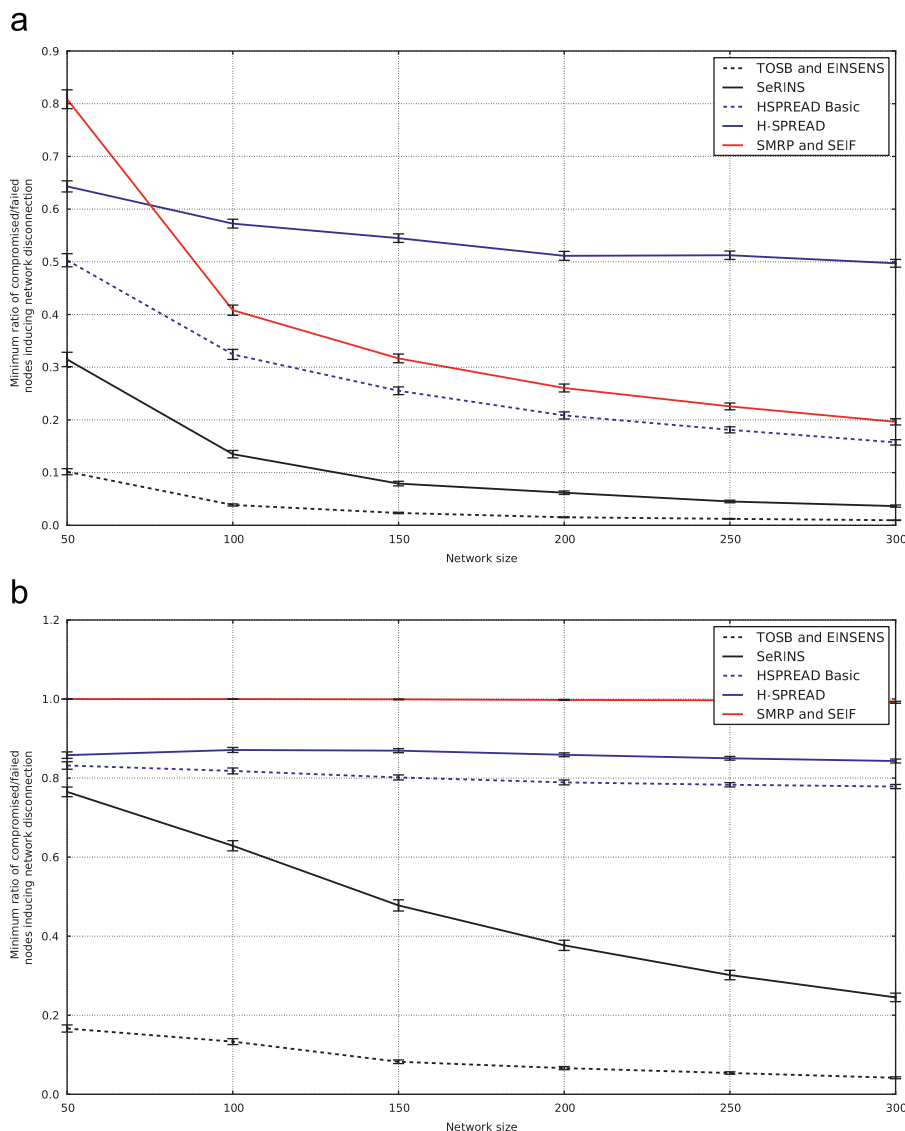 a
0.9
0.8
0.7
0.6
0.5
0.4
0.3
0.2
0.1
0.0
Minimum ratio of compromised/failed
nodes inducing network disconnection
TOSB and EINSENS
SeRINS
HSPREAD Basic
H-SPREAD
SMRP and SEIF
50 100 150 200 250 300
Network size
b
1.2
1.0
0.8
0.6
0.4
0.2
0.0
Minimum ratio of compromised/failed
nodes inducing network disconnection
TOSB and EINSENS
SeRINS
HSPREAD Basic
H-SPREAD
SMRP and SEIF
50 100 150 200 250 300
Network size